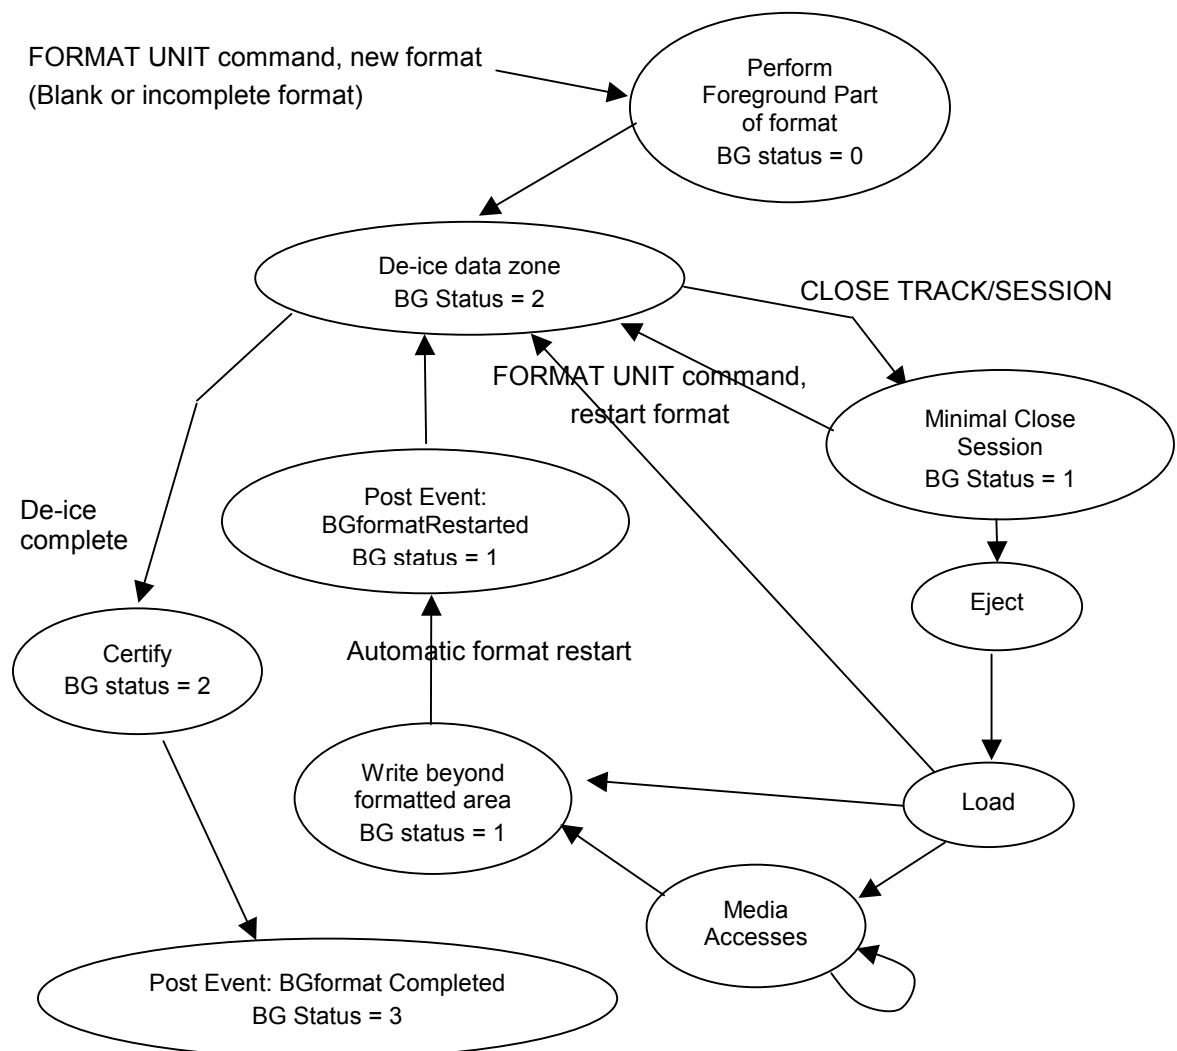 FORMAT UNIT command, new format
(Blank or incomplete format)
Perform
Foreground Part
of format
BG status = 0
De-ice data zone
BG Status = 2
CLOSE TRACK/SESSION
FORMAT UNIT command,
restart format
Minimal Close
Session
BG Status = 1
Post Event:
BGformatRestarted
BG status = 1
De-ice
complete
Eject
Certify
BG status = 2
Automatic format restart
Write beyond
formatted area
BG status = 1
Load
Media
Accesses
Post Event: BGformat Completed
BG Status = 3